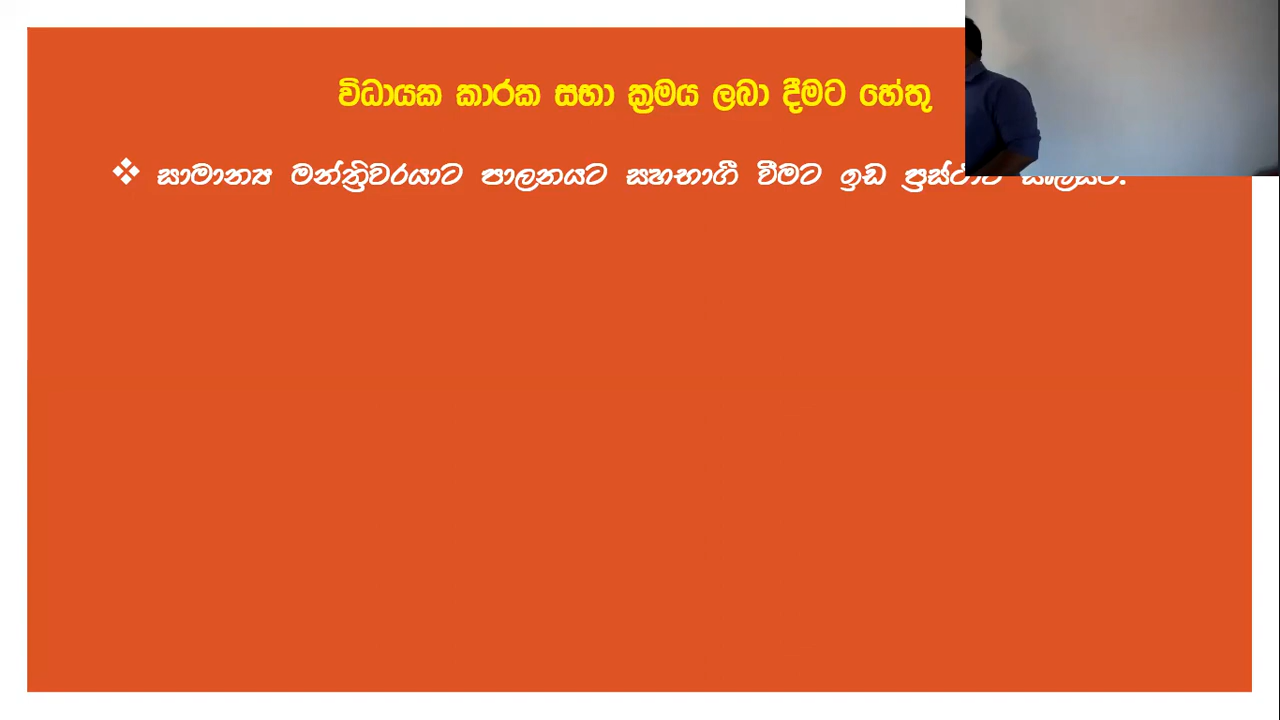 විධායක කාරක සභා ක්‍රමය ලබා දීමට හේතු
❖ සාමාන්‍ය මන්ත්‍රීවරයාට පාලනයට සහභාගී වීමට ඉඩ